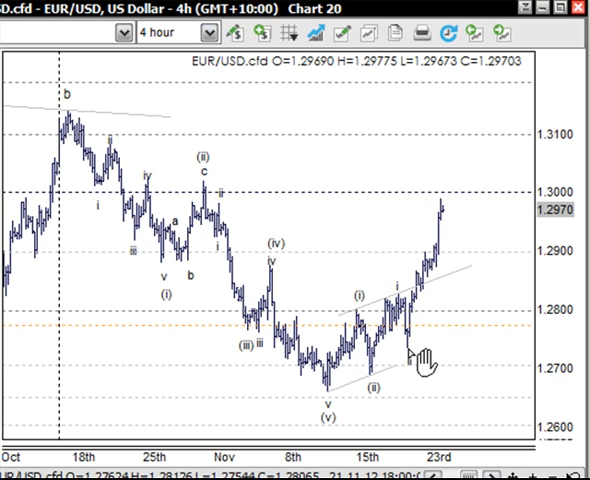 D.cfd - EUR/USD, US Dollar - 4h (GMT+10:00) Chart 20
4 hour
EUR/USD.cfd O=1.29690 H=1.29775 L=1.29673 C=1.29703
b
1.3100
ii
(ii)
c
iv
1.3000
ii
i
a
1.2970
iii
i
(iv)
1.2900
v
b
iv
(i)
(i)
i
1.2800
(iii)
iii
1.2700
(ii)
v
(v)
1.2600
Oct
18th
25th
Nov
8th
15th
23rd
UR/USD.cfd O=1.27624 H=1.28126 L=1.27544 C=1.28065 21-11-12 18:00: